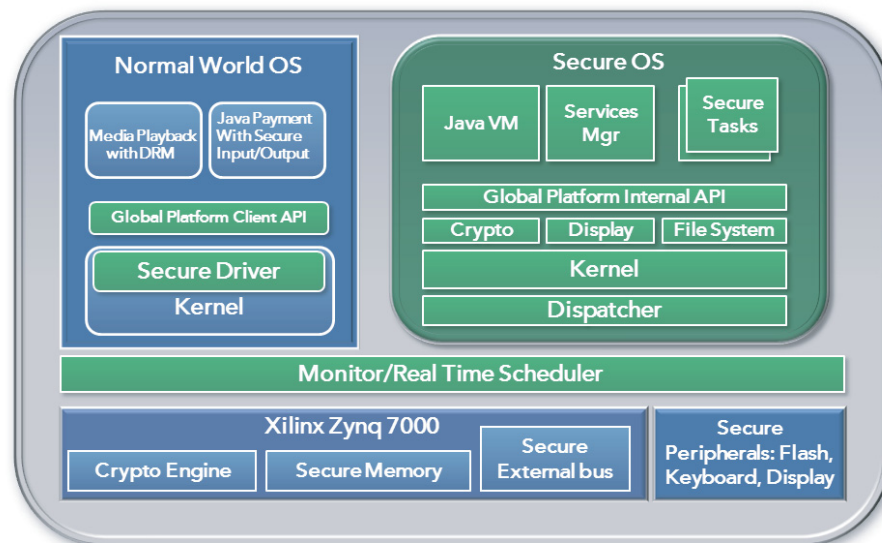 Normal World OS
Media Playback
with DRM
Java Payment
With Secure
Input/Output
Global Platform Client API
Secure Driver
Kernel
Secure OS
Java VM
Services
Mgr
Secure
Tasks
Global Platform Internal API
Crypto
Display
File System
Kernel
Dispatcher
Monitor/Real Time Scheduler
Xilinx Zynq 7000
Crypto Engine
Secure Memory
Secure
External bus
Secure
Peripherals: Flash,
Keyboard, Display